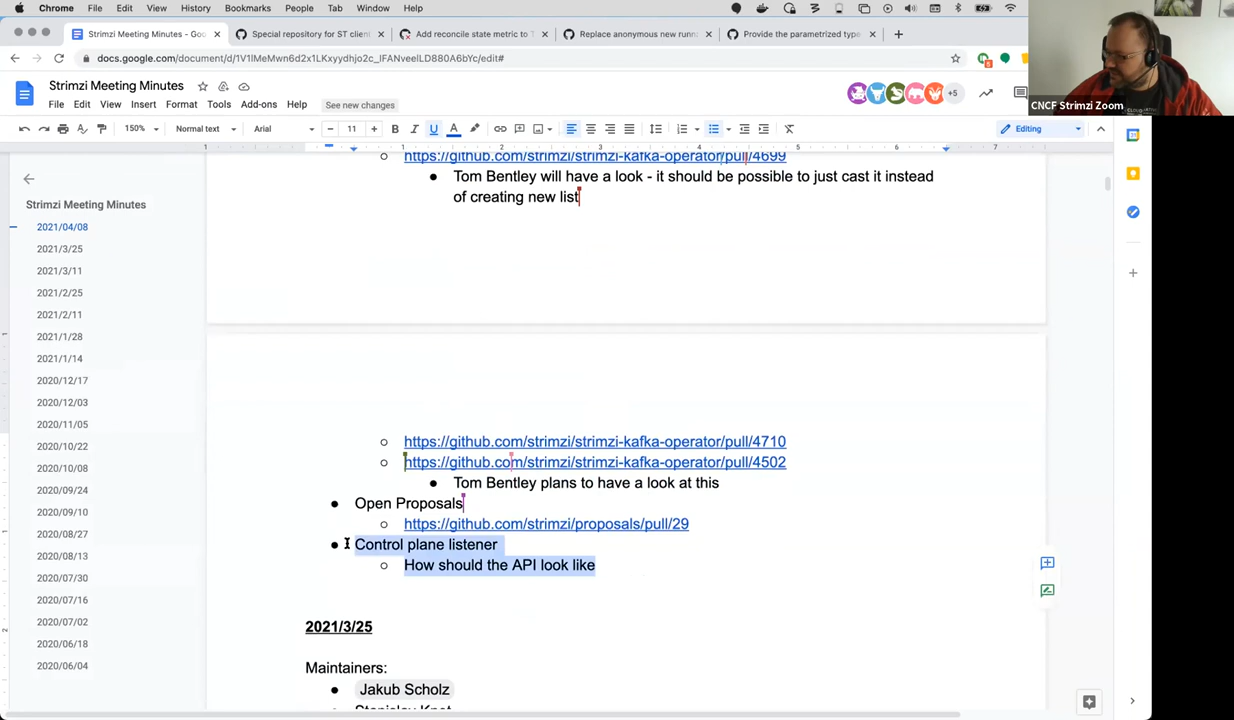 Chrome File Edit View History Bookmarks People Tab Window Help
Strimzi Meeting Minutes - Goo
Special repository for ST client
Add reconcile state metric to T
Replace anonymous new runn
Provide the parametrized type
docs.google.com/document/d/1V1lMeMwn6d2x1LKxyydhjo2c_IFANveelLD880A6bYc/edit#
Strimzi Meeting Minutes
File Edit View Insert Format Tools Add-ons Help
See new changes
+5
CNCF Strimzi Zoom
150% Normal text Arial 11 B I U A Editing
1 1 2 3 4 5 6 7
Strimzi Meeting Minutes
2021/04/08
2021/3/25
2021/3/11
2021/2/25
2021/2/11
2021/1/28
2021/1/14
2020/12/17
2020/12/03
2020/11/05
2020/10/22
2020/10/08
2020/09/24
2020/09/10
2020/08/27
2020/08/13
2020/07/30
2020/07/16
2020/07/02
2020/06/18
2020/06/04
https://github.com/strimzi/strimzi-kafka-operator/pull/4699
Tom Bentley will have a look - it should be possible to just cast it instead
of creating new list
https://github.com/strimzi/strimzi-kafka-operator/pull/4710
https://github.com/strimzi/strimzi-kafka-operator/pull/4502
Tom Bentley plans to have a look at this
Open Proposals
https://github.com/strimzi/proposals/pull/29
Control plane listener
How should the API look like
2021/3/25
Maintainers:
Jakub Scholz